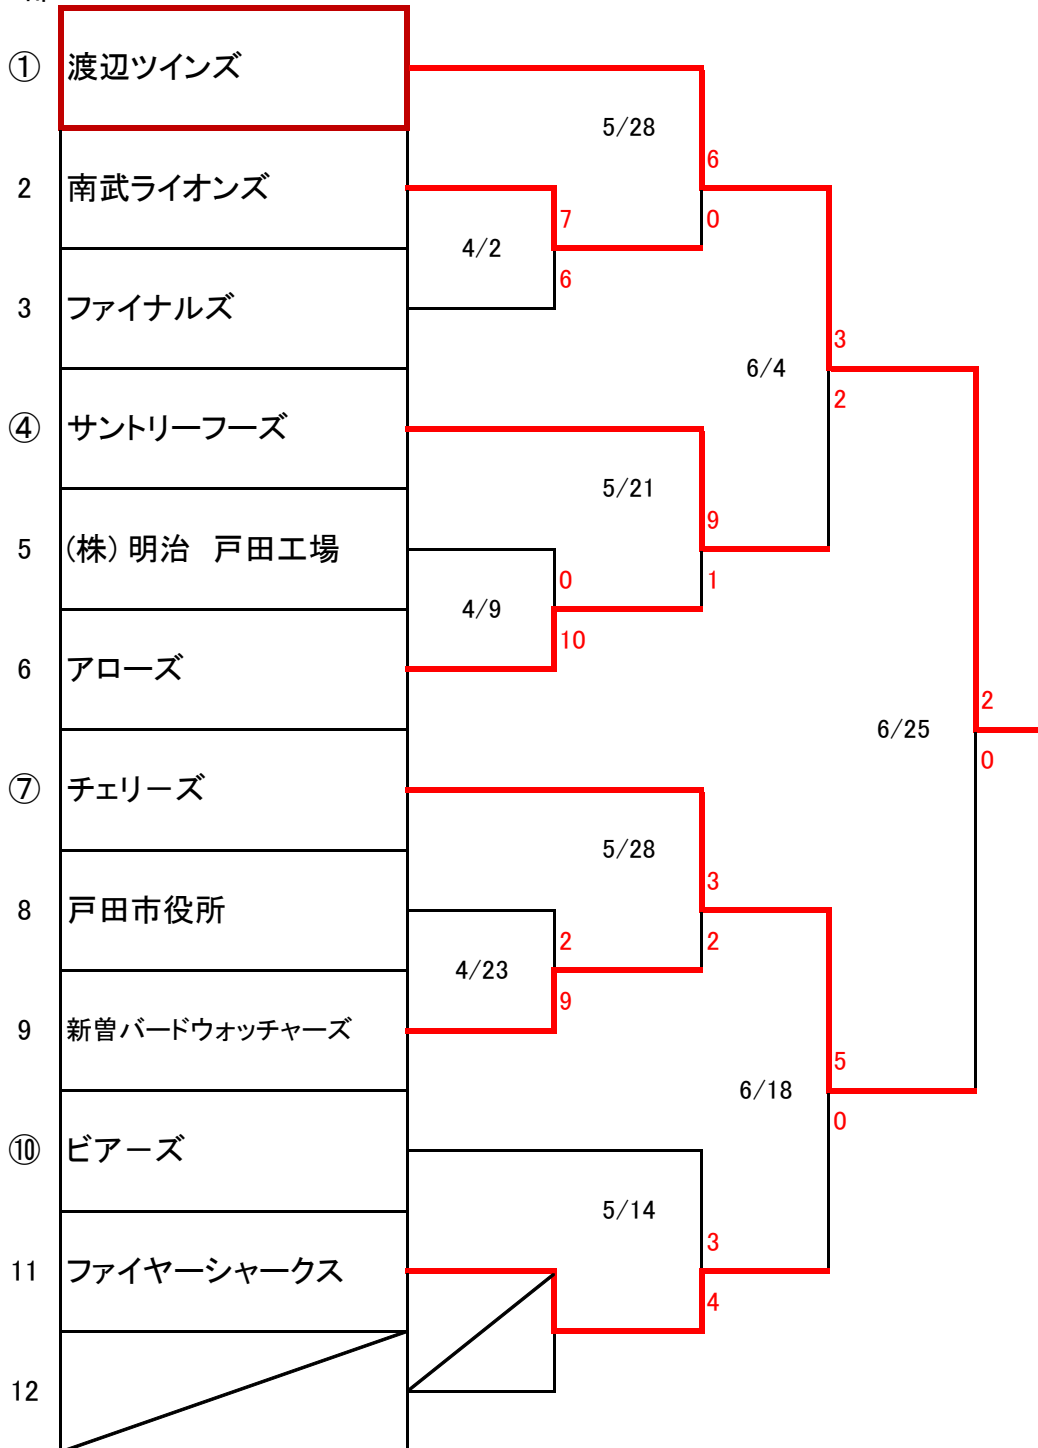 ① 渡辺ツインズ
5/28
6
2 南武ライオンズ
7
0
4/2
6
3 ファイナルズ
3
6/4
2
④ サントリーフーズ
5/21
9
5 (株)明治　戸田工場
0
1
4/9
10
6 アローズ
2
6/25
0
⑦ チェリーズ
5/28
3
8 戸田市役所
2
2
4/23
9
9 新曽バードウォッチャーズ
5
6/18
0
⑩ ビアーズ
5/14
3
11 ファイヤーシャークス
4
12